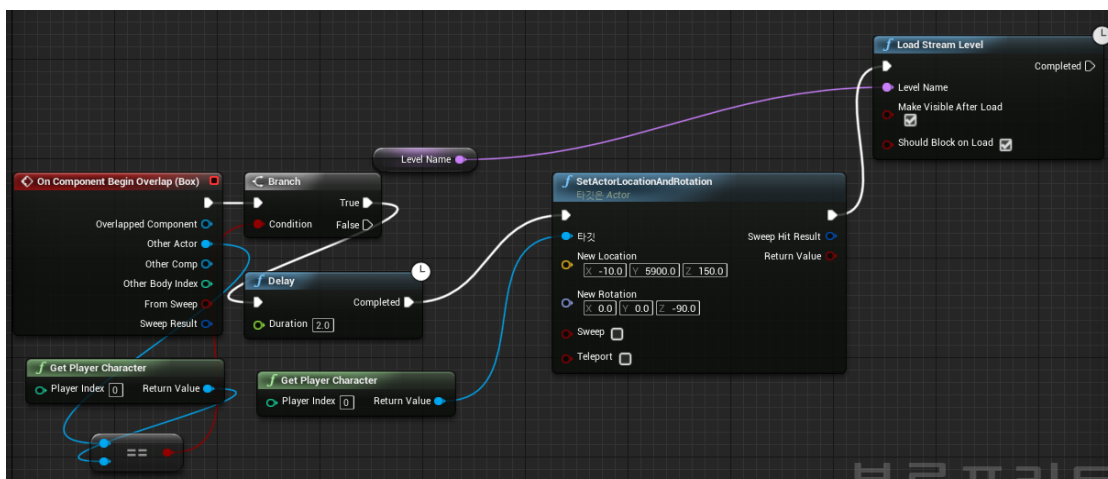 Load Stream Level
Completed
Level Name
Make Visible After Load
Should Block on Load
Level Name
On Component Begin Overlap (Box)
Overlapped Component
Other Actor
Other Comp
Other Body Index
From Sweep
Sweep Result
Branch
True
Condition
False
Delay
Completed
Duration 2.0
SetActorLocationAndRotation
타깃은 Actor
타깃
Sweep Hit Result
New Location
Return Value
X -10.0 Y 5900.0 Z 150.0
New Rotation
X 0.0 Y 0.0 Z -90.0
Sweep
Teleport
Get Player Character
Player Index 0
Return Value
Get Player Character
Player Index 0
Return Value
==